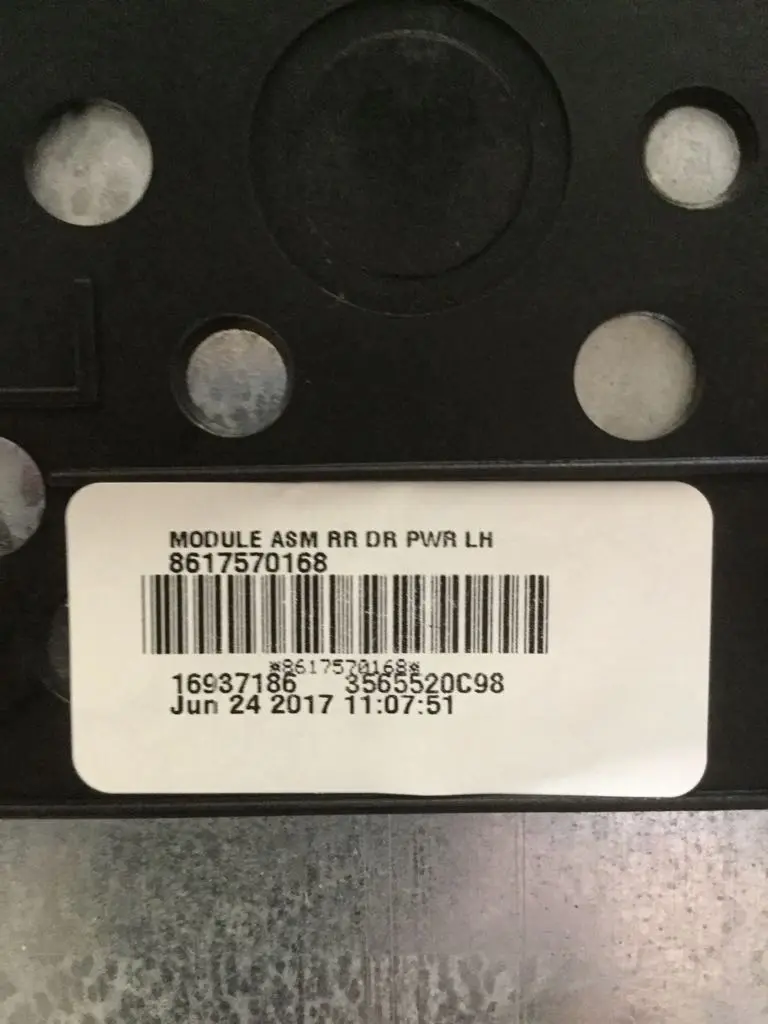 MODULE ASM RR DR PWR LH
8617570168
*8617570168*
16937186 3565520C98
Jun 24 2017 11:07:51